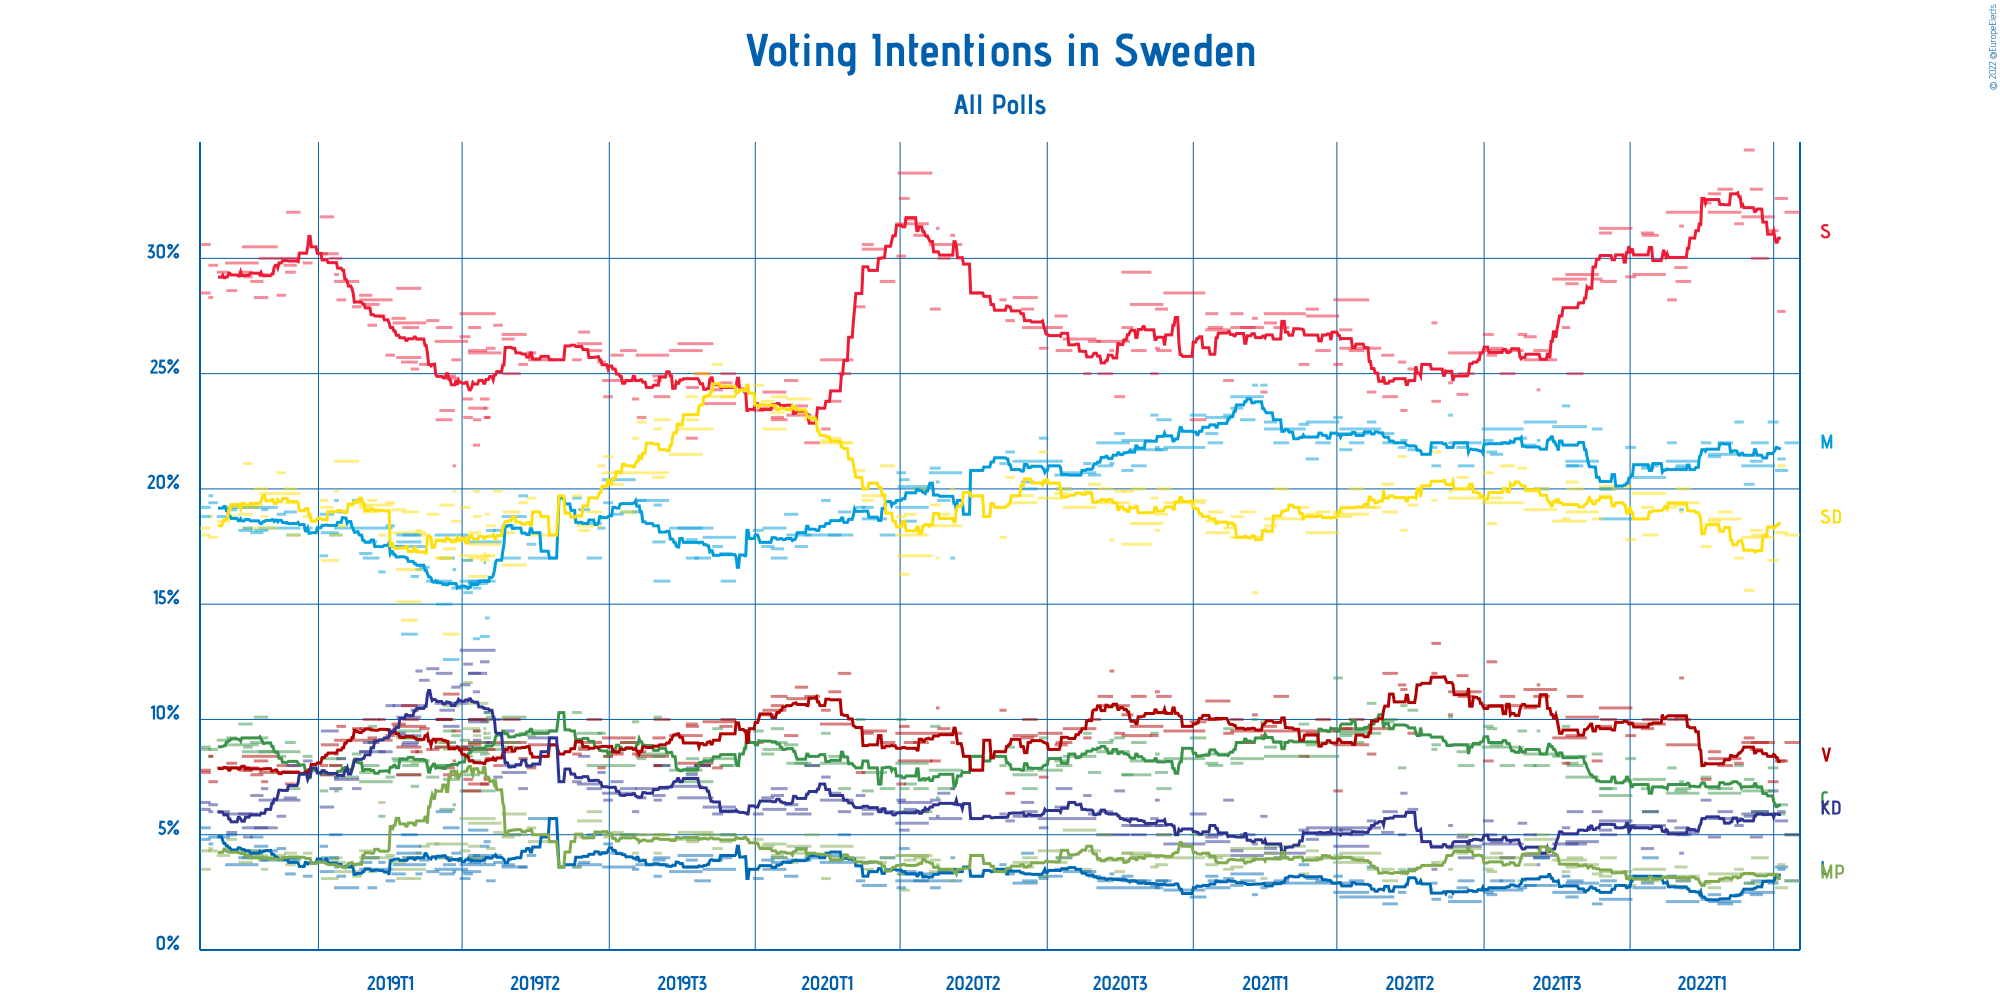 Voting Intentions in Sweden
All Polls
© 2022 @EuropeElects
30%
25%
20%
15%
10%
5%
0%
S
M
SD
V
C
KD
MP
2019T1
2019T2
2019T3
2020T1
2020T2
2020T3
2021T1
2021T2
2021T3
2022T1